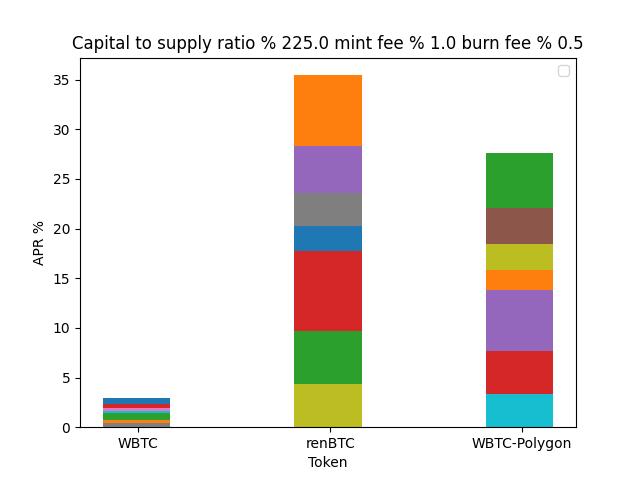 Capital to supply ratio % 225.0 mint fee % 1.0 burn fee % 0.5
35
30
25
20
15
10
5
0
APR %
WBTC renBTC WBTC-Polygon
Token